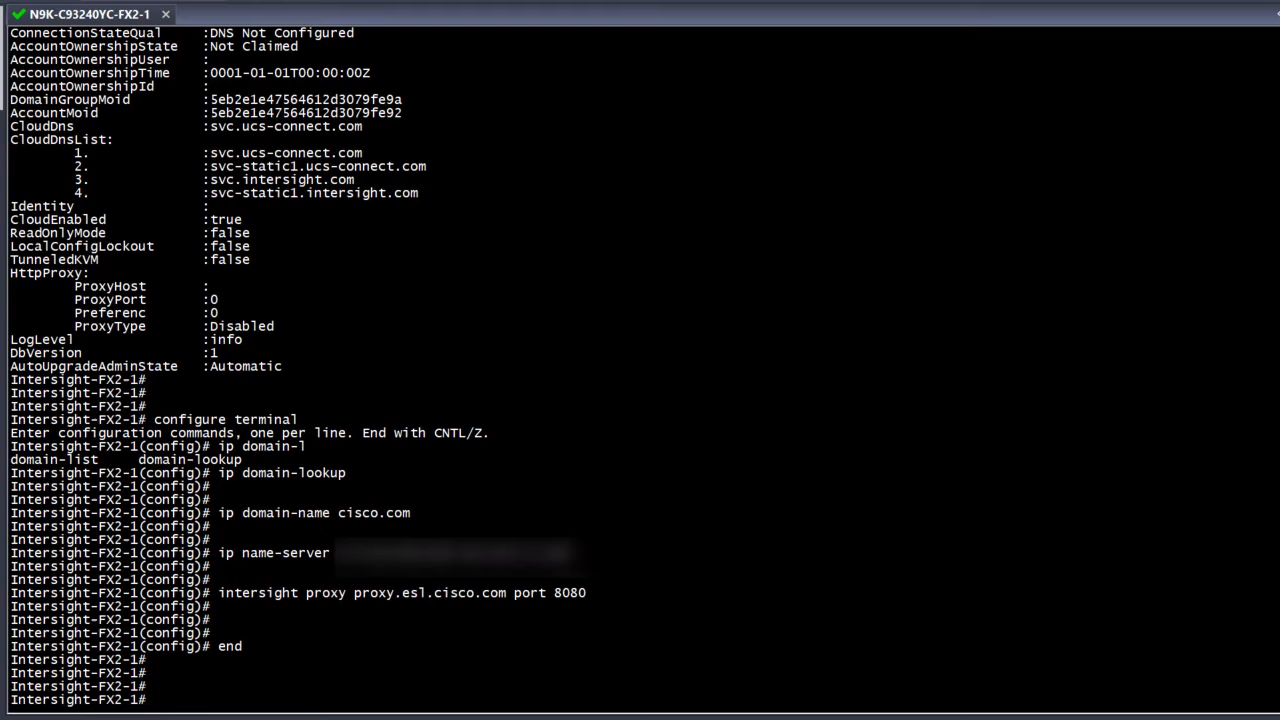 N9K-C93240YC-FX2-1
ConnectionStateQual :DNS Not Configured
AccountOwnershipState :Not Claimed
AccountOwnershipUser :
AccountOwnershipTime :0001-01-01T00:00:00Z
AccountOwnershipId :
DomainGroupMoid :5eb2e1e47564612d3079fe9a
AccountMoid :5eb2e1e47564612d3079fe92
CloudDns :svc.ucs-connect.com
CloudDnsList:
1. :svc.ucs-connect.com
2. :svc-static1.ucs-connect.com
3. :svc.intersight.com
4. :svc-static1.intersight.com
Identity :
CloudEnabled :true
ReadOnlyMode :false
LocalConfigLockout :false
TunneledKVM :false
HttpProxy:
ProxyHost :
ProxyPort :0
Preferenc :0
ProxyType :Disabled
LogLevel :info
DbVersion :1
AutoUpgradeAdminState :Automatic
Intersight-FX2-1#
Intersight-FX2-1#
Intersight-FX2-1#
Intersight-FX2-1# configure terminal
Enter configuration commands, one per line. End with CNTL/Z.
Intersight-FX2-1(config)# ip domain-l
domain-list domain-lookup
Intersight-FX2-1(config)# ip domain-lookup
Intersight-FX2-1(config)#
Intersight-FX2-1(config)#
Intersight-FX2-1(config)# ip domain-name cisco.com
Intersight-FX2-1(config)#
Intersight-FX2-1(config)#
Intersight-FX2-1(config)# ip name-server
Intersight-FX2-1(config)#
Intersight-FX2-1(config)#
Intersight-FX2-1(config)# intersight proxy proxy.esl.cisco.com port 8080
Intersight-FX2-1(config)#
Intersight-FX2-1(config)#
Intersight-FX2-1(config)#
Intersight-FX2-1(config)# end
Intersight-FX2-1#
Intersight-FX2-1#
Intersight-FX2-1#
Intersight-FX2-1#